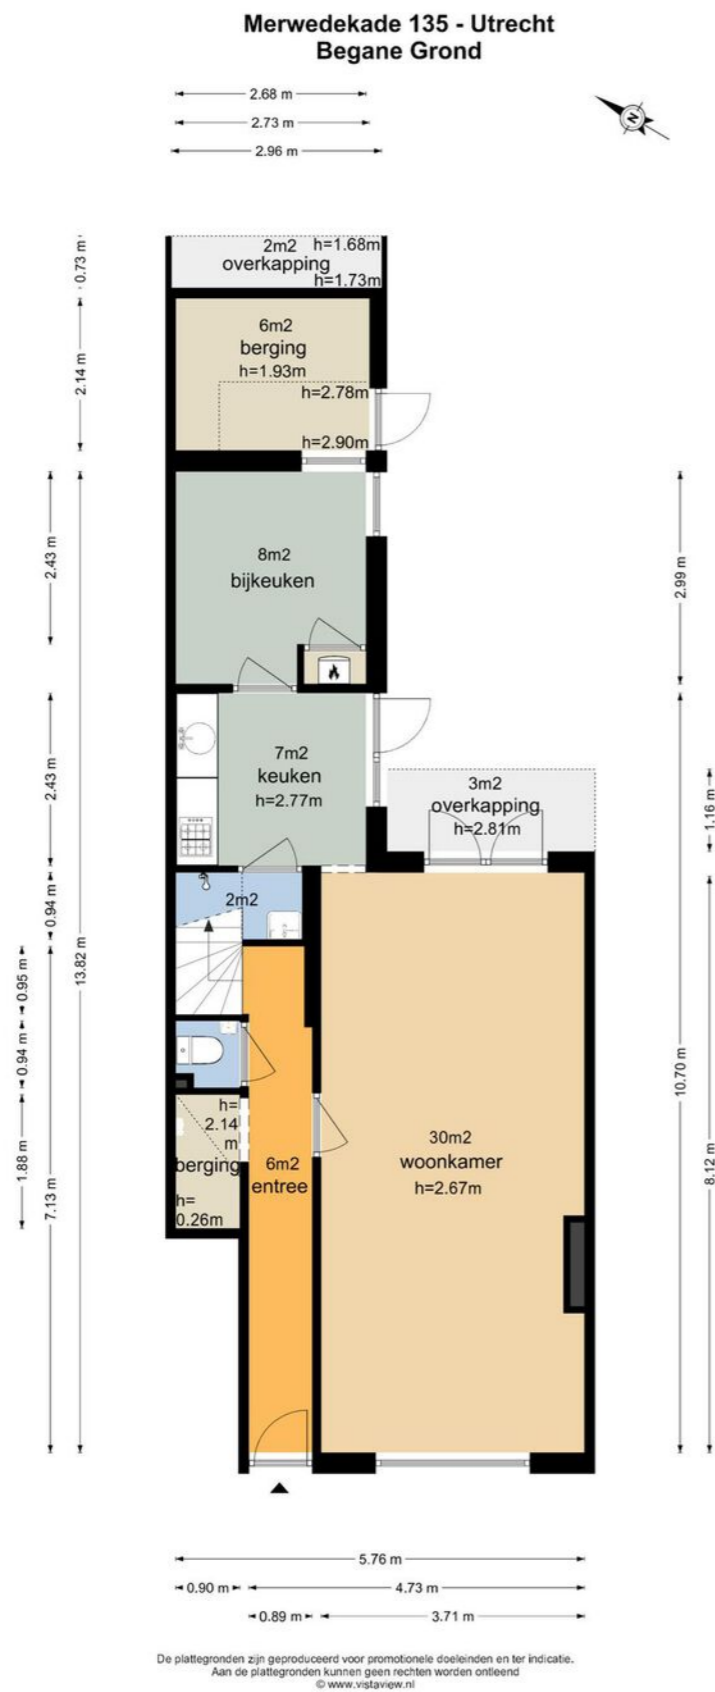 Merwedekade 135 - Utrecht
Begane Grond
2.68 m
2.73 m
2.96 m
N
0.73 m
2m2 h=1.68m
overkapping
h=1.73m
2.14 m
6m2
berging
h=1.93m
h=2.78m
h=2.90m
2.43 m
13.82 m
8m2
bijkeuken
2.99 m
2.43 m
7m2
keuken
h=2.77m
3m2
overkapping
h=2.81m
1.16 m
0.94 m
2m2
0.95 m
0.94 m
1.88 m
7.13 m
h=
2.14
m
berging
h=
0.26m
6m2
entree
30m2
woonkamer
h=2.67m
10.70 m
8.12 m
5.76 m
0.90 m
4.73 m
0.89 m
3.71 m
De plattegronden zijn geproduceerd voor promotionele doeleinden en ter indicatie.
Aan de plattegronden kunnen geen rechten worden ontleend
© www.vistaview.nl